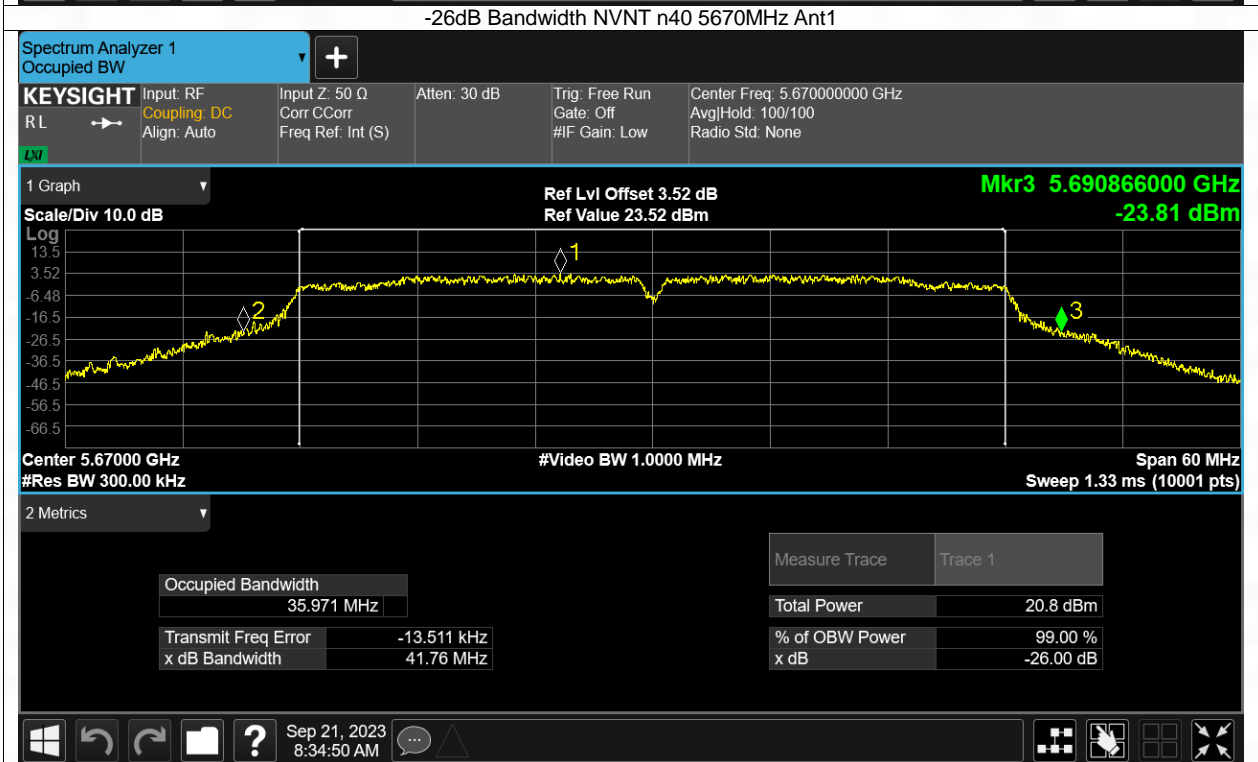 -26dB Bandwidth NVNT n40 5670MHz Ant1
Spectrum Analyzer 1
Occupied BW
KEYSIGHT
R L
LXI
Input: RF
Coupling: DC
Align: Auto
Input Z: 50 Ω
Corr CCorr
Freq Ref: Int (S)
Atten: 30 dB
Trig: Free Run
Gate: Off
#IF Gain: Low
Center Freq: 5.670000000 GHz
Avg|Hold: 100/100
Radio Std: None
1 Graph
Scale/Div 10.0 dB
Ref Lvl Offset 3.52 dB
Ref Value 23.52 dBm
Mkr3 5.690866000 GHz
-23.81 dBm
Log
13.5
3.52
-6.48
-16.5
-26.5
-36.5
-46.5
-56.5
-66.5
1
2
3
Center 5.67000 GHz
#Res BW 300.00 kHz
#Video BW 1.0000 MHz
Span 60 MHz
Sweep 1.33 ms (10001 pts)
2 Metrics
Measure Trace Trace 1
Occupied Bandwidth
35.971 MHz
Total Power 20.8 dBm
Transmit Freq Error -13.511 kHz
% of OBW Power 99.00 %
x dB Bandwidth 41.76 MHz
x dB -26.00 dB
?
Sep 21, 2023
8:34:50 AM